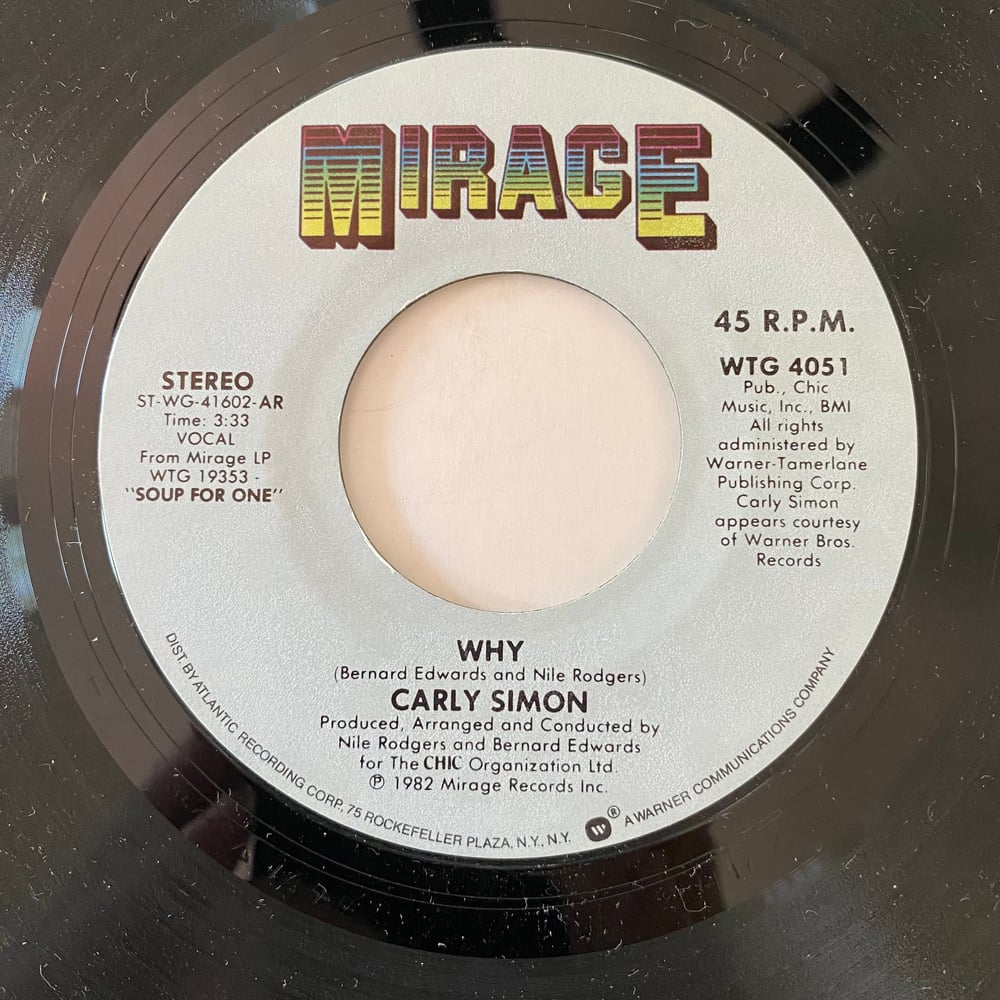 MIRAGE
45 R.P.M.
WTG 4051
Pub., Chic
Music, Inc., BMI
All rights
administered by
Warner-Tamerlane
Publishing Corp.
Carly Simon
appears courtesy
of Warner Bros.
Records
STEREO
ST-WG-41602-AR
Time: 3:33
VOCAL
From Mirage LP
WTG 19353 -
"SOUP FOR ONE"
WHY
(Bernard Edwards and Nile Rodgers)
CARLY SIMON
Produced, Arranged and Conducted by
Nile Rodgers and Bernard Edwards
for The CHIC Organization Ltd.
℗ 1982 Mirage Records Inc.
DIST. BY ATLANTIC RECORDING CORP., 75 ROCKEFELLER PLAZA, N.Y., N.Y. W ® A WARNER COMMUNICATIONS COMPANY